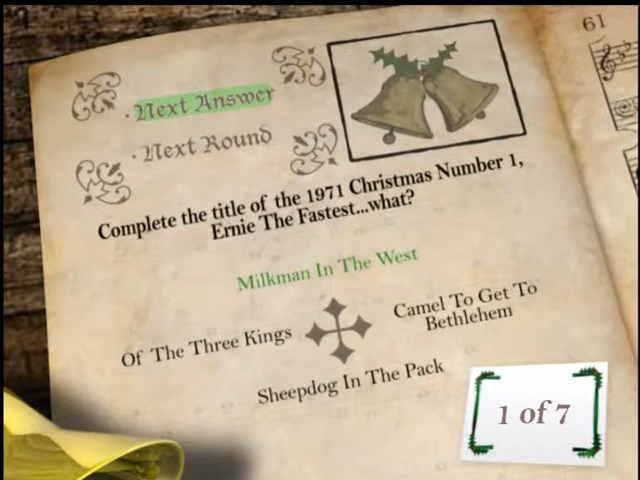 61
· Next Answer
· Next Round
Complete the title of the 1971 Christmas Number 1,
Ernie The Fastest...what?
Milkman In The West
Of The Three Kings
Camel To Get To
Bethlehem
Sheepdog In The Pack
1 of 7